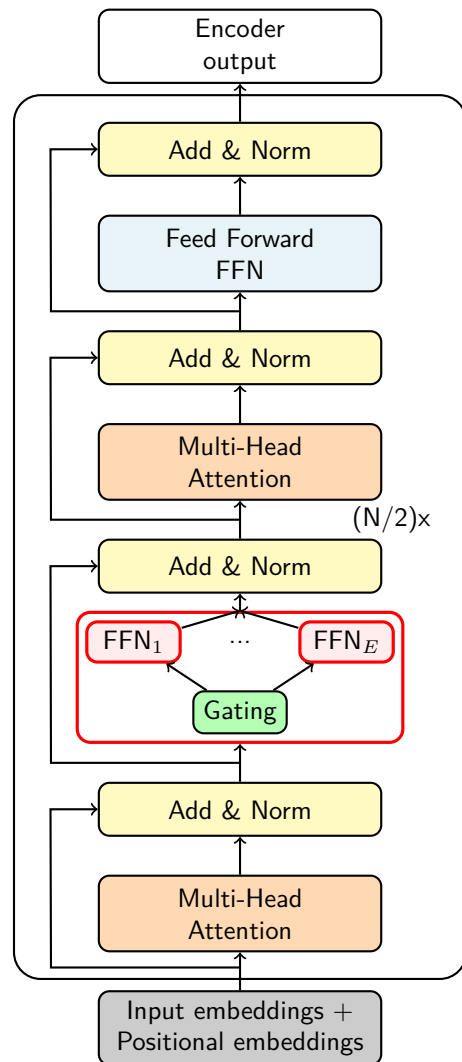 Encoder
output
Add & Norm
Feed Forward
FFN
Add & Norm
Multi-Head
Attention
(N/2)x
Add & Norm
FFN₁ ... FFN_E
Gating
Add & Norm
Multi-Head
Attention
Input embeddings +
Positional embeddings